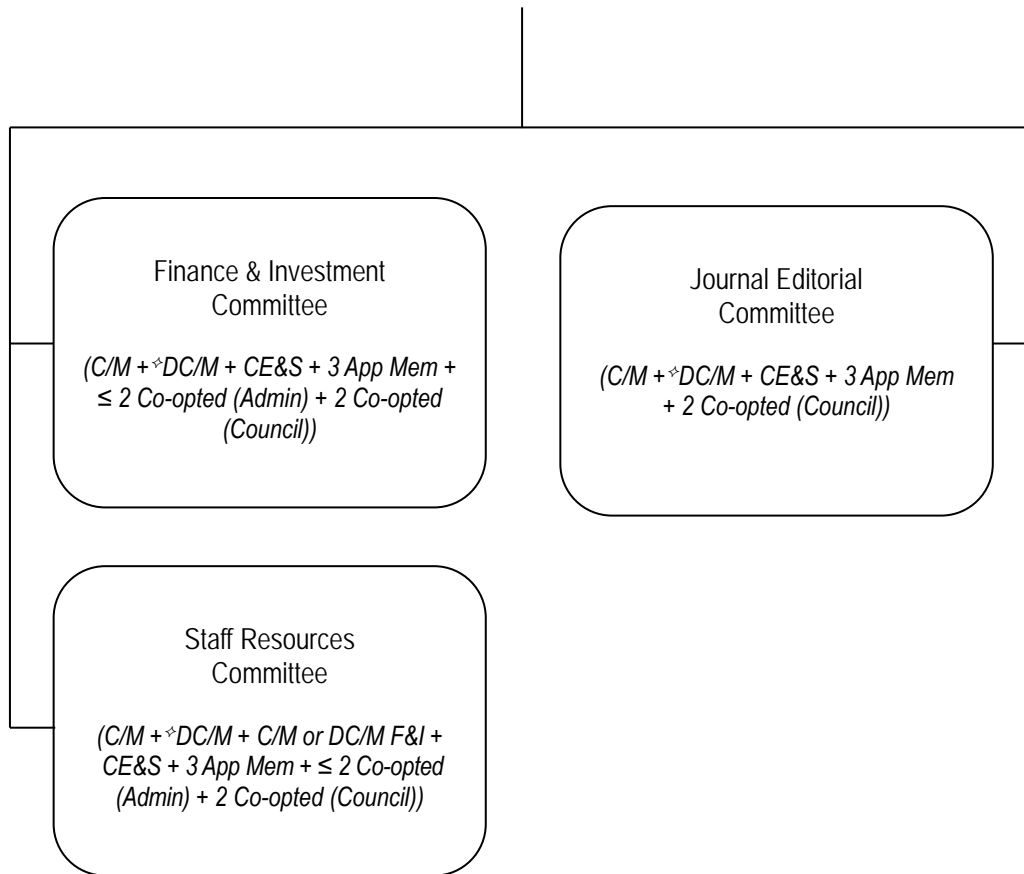 Finance & Investment
Committee
(C/M +✧DC/M + CE&S + 3 App Mem +
≤ 2 Co-opted (Admin) + 2 Co-opted
(Council))
Journal Editorial
Committee
(C/M +✧DC/M + CE&S + 3 App Mem
+ 2 Co-opted (Council))
Staff Resources
Committee
(C/M +✧DC/M + C/M or DC/M F&I +
CE&S + 3 App Mem + ≤ 2 Co-opted
(Admin) + 2 Co-opted (Council))